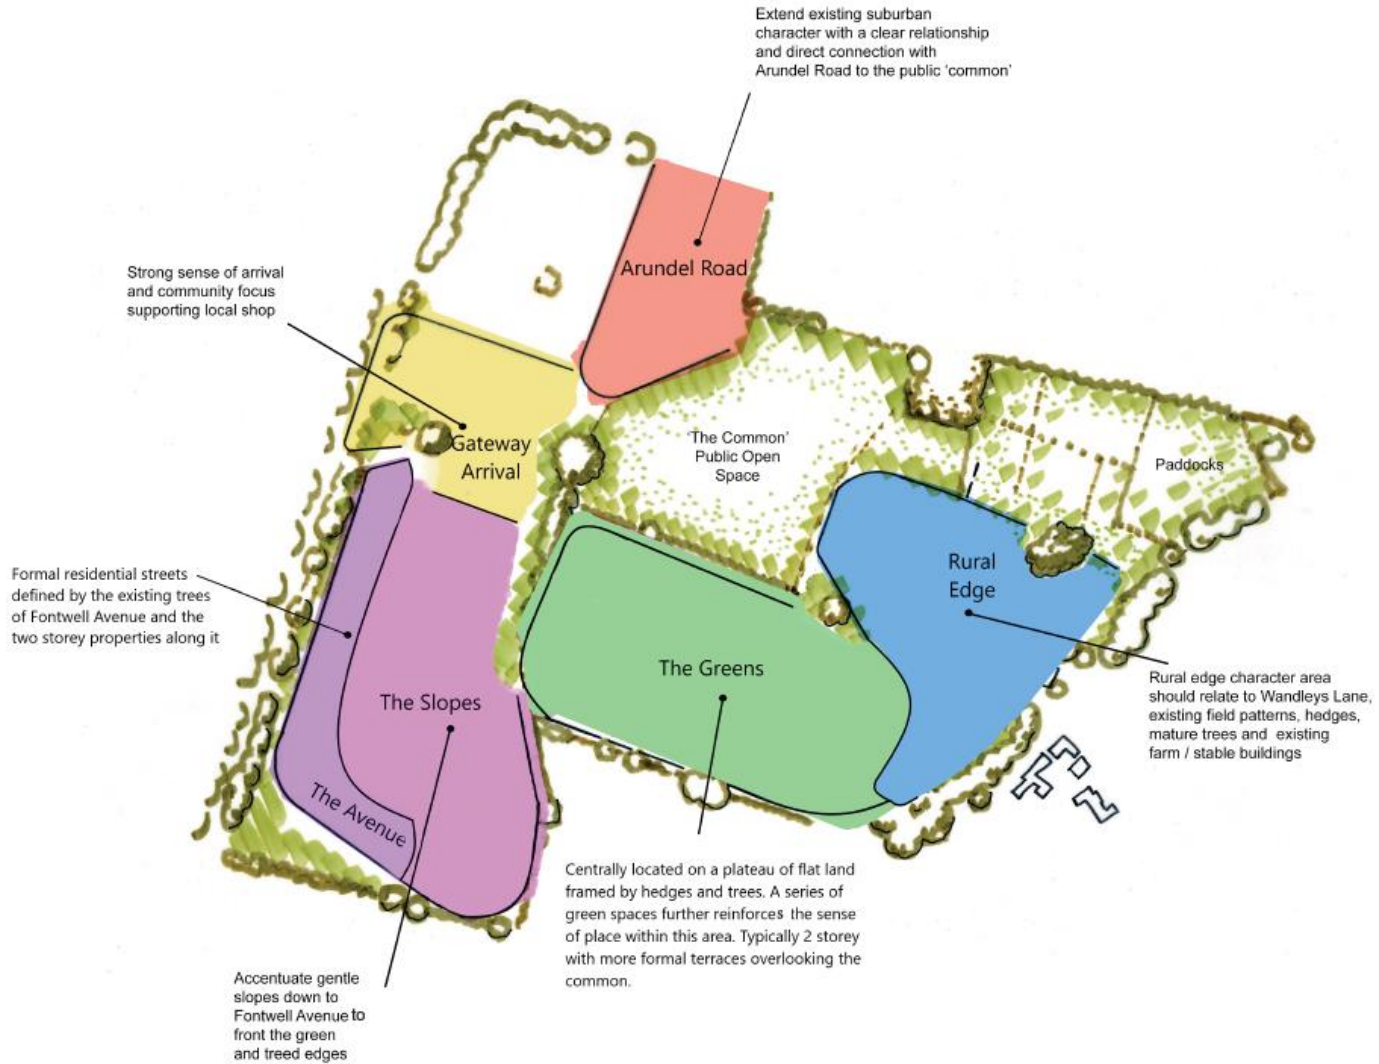 Extend existing suburban
character with a clear relationship
and direct connection with
Arundel Road to the public 'common'
Arundel Road
Strong sense of arrival
and community focus
supporting local shop
Gateway
Arrival
'The Common'
Public Open
Space
Paddocks
Rural
Edge
Formal residential streets
defined by the existing trees
of Fontwell Avenue and the
two storey properties along it
The Slopes
The Greens
The Avenue
Rural edge character area
should relate to Wandleys Lane,
existing field patterns, hedges,
mature trees and existing
farm / stable buildings
Centrally located on a plateau of flat land
framed by hedges and trees. A series of
green spaces further reinforces the sense
of place within this area. Typically 2 storey
with more formal terraces overlooking the
common.
Accentuate gentle
slopes down to
Fontwell Avenue to
front the green
and treed edges